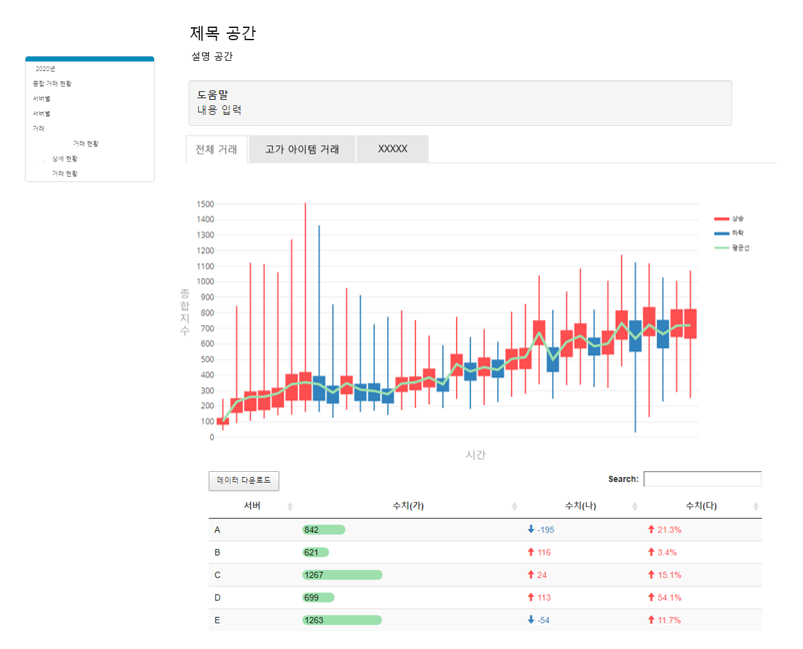 제목 공간
설명 공간
2020년
종합 거래 현황
서버별
서버별
거래
거래 현황
상세 현황
거래 현황
도움말
내용 입력
전체 거래
고가 아이템 거래
XXXXX
1500
1400
1300
1200
1100
1000
900
800
700
600
500
400
300
200
100
0
종합지수
시간
상승
하락
평균선
데이터 다운로드
Search:
서버 수치(가) 수치(나) 수치(다)
A 842 -195 21.3%
B 621 116 3.4%
C 1267 24 15.1%
D 699 113 54.1%
E 1263 -54 11.7%